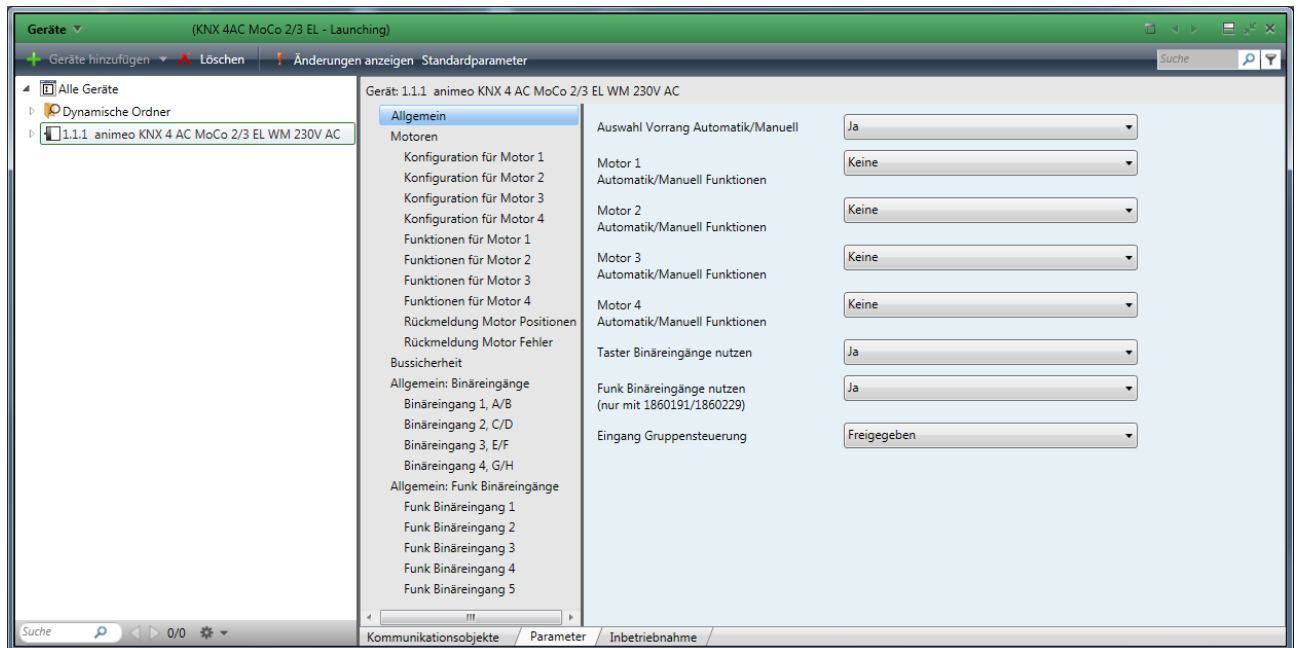 Geräte (KNX 4AC MoCo 2/3 EL - Launching)
Geräte hinzufügen Löschen Änderungen anzeigen Standardparameter Suche
Alle Geräte
Dynamische Ordner
1.1.1 animeo KNX 4 AC MoCo 2/3 EL WM 230V AC
Suche 0/0
Gerät: 1.1.1 animeo KNX 4 AC MoCo 2/3 EL WM 230V AC
Allgemein
Motoren
Konfiguration für Motor 1
Konfiguration für Motor 2
Konfiguration für Motor 3
Konfiguration für Motor 4
Funktionen für Motor 1
Funktionen für Motor 2
Funktionen für Motor 3
Funktionen für Motor 4
Rückmeldung Motor Positionen
Rückmeldung Motor Fehler
Bussicherheit
Allgemein: Binäreingänge
Binäreingang 1, A/B
Binäreingang 2, C/D
Binäreingang 3, E/F
Binäreingang 4, G/H
Allgemein: Funk Binäreingänge
Funk Binäreingang 1
Funk Binäreingang 2
Funk Binäreingang 3
Funk Binäreingang 4
Funk Binäreingang 5
Auswahl Vorrang Automatik/Manuell Ja
Motor 1 Keine
Automatik/Manuell Funktionen
Motor 2 Keine
Automatik/Manuell Funktionen
Motor 3 Keine
Automatik/Manuell Funktionen
Motor 4 Keine
Automatik/Manuell Funktionen
Taster Binäreingänge nutzen Ja
Funk Binäreingänge nutzen Ja
(nur mit 1860191/1860229)
Eingang Gruppensteuerung Freigegeben
Kommunikationsobjekte Parameter Inbetriebnahme